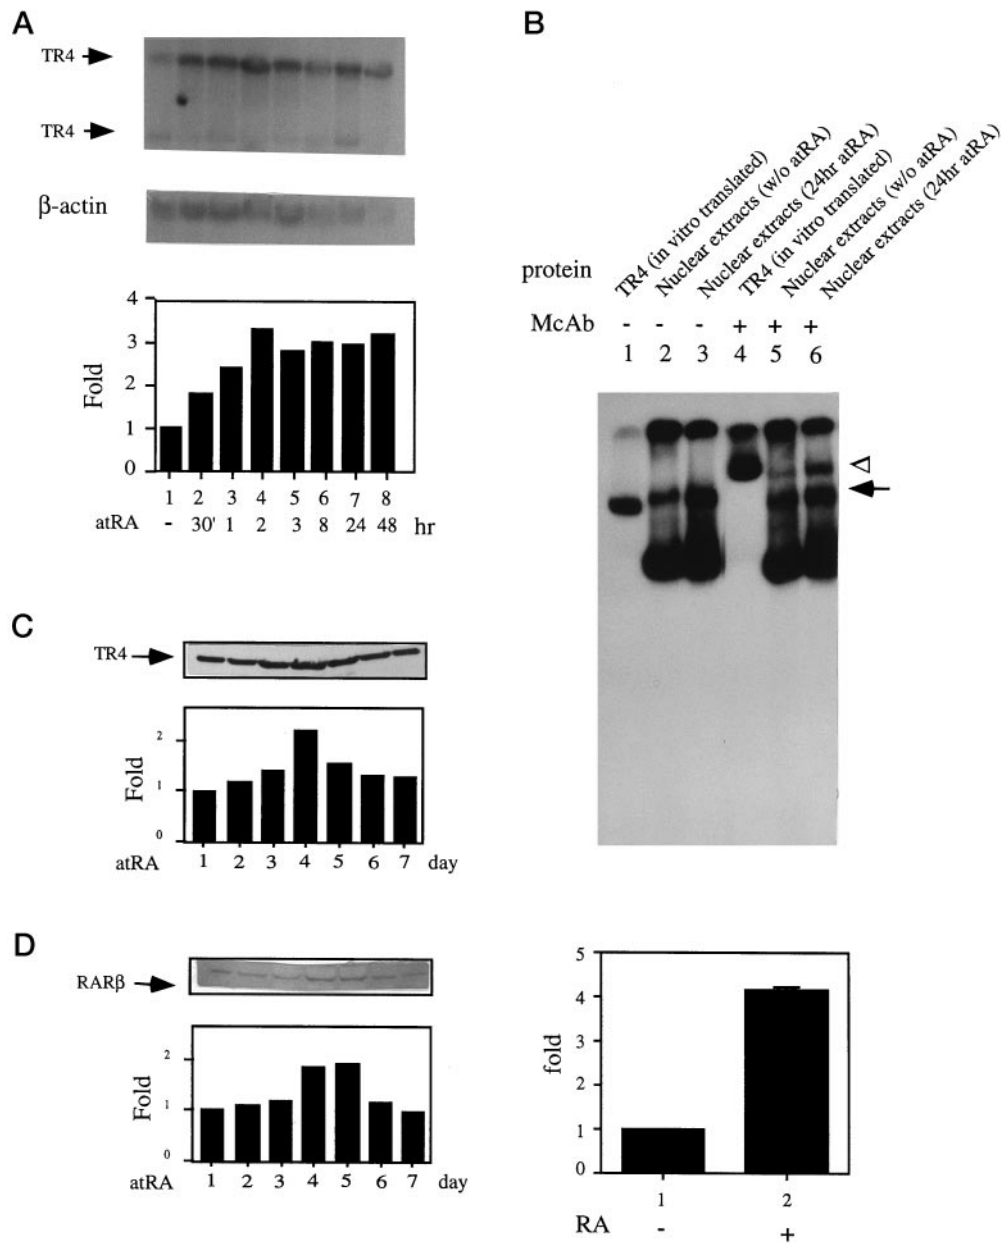 A
TR4
TR4
β-actin
4
3
2
1
0
Fold
1 2 3 4 5 6 7 8
atRA - 30' 1 2 3 8 24 48 hr
B
TR4 (in vitro translated)
Nuclear extracts (w/o atRA)
Nuclear extracts (24hr atRA)
TR4 (in vitro translated)
Nuclear extracts (w/o atRA)
Nuclear extracts (24hr atRA)
protein
McAb - - - + + +
1 2 3 4 5 6
C
TR4
2
1
0
Fold
atRA 1 2 3 4 5 6 7 day
D
RARβ
2
1
0
Fold
atRA 1 2 3 4 5 6 7 day
5
4
3
2
1
0
fold
1 2
RA - +